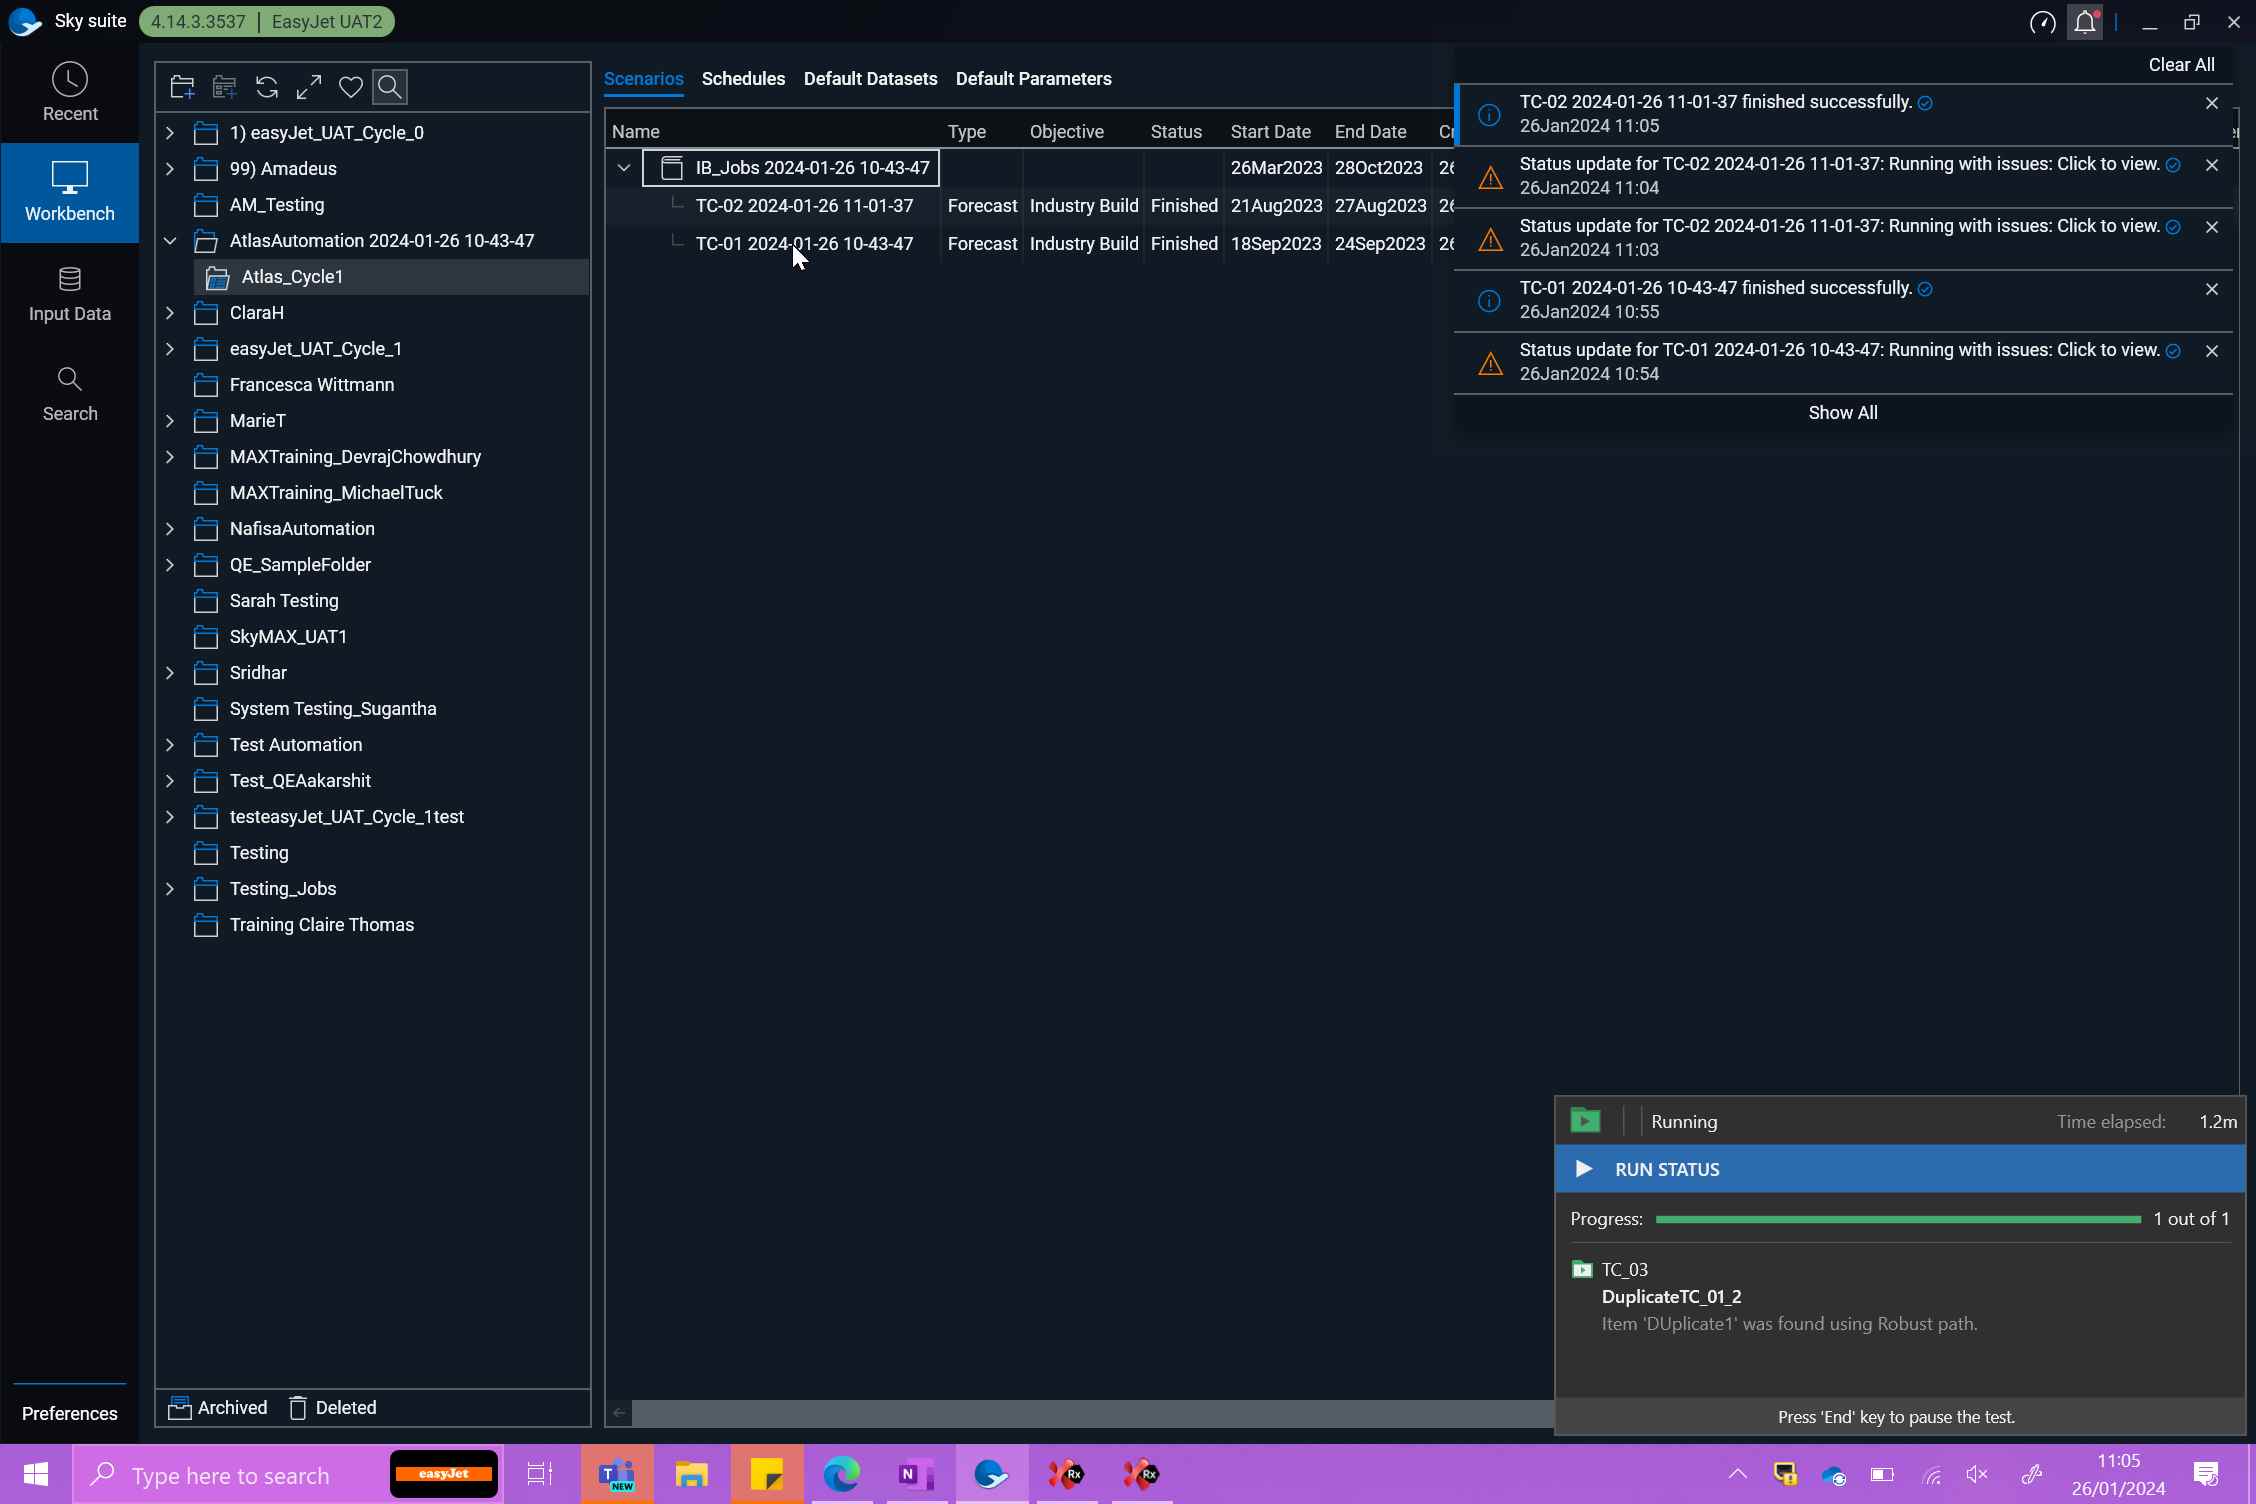 Sky suite 4.14.3.3537 | EasyJet UAT2
Recent
Workbench
Input Data
Search
Preferences
1) easyJet_UAT_Cycle_0
99) Amadeus
AM_Testing
AtlasAutomation 2024-01-26 10-43-47
Atlas_Cycle1
ClaraH
easyJet_UAT_Cycle_1
Francesca Wittmann
MarieT
MAXTraining_DevrajChowdhury
MAXTraining_MichaelTuck
NafisaAutomation
QE_SampleFolder
Sarah Testing
SkyMAX_UAT1
Sridhar
System Testing_Sugantha
Test Automation
Test_QEAakarshit
testeasyJet_UAT_Cycle_1test
Testing
Testing_Jobs
Training Claire Thomas
Archived Deleted
Scenarios Schedules Default Datasets Default Parameters
Name Type Objective Status Start Date End Date
IB_Jobs 2024-01-26 10-43-47 26Mar2023 28Oct2023 26
TC-02 2024-01-26 11-01-37 Forecast Industry Build Finished 21Aug2023 27Aug2023 26
TC-01 2024-01-26 10-43-47 Forecast Industry Build Finished 18Sep2023 24Sep2023 26
Clear All
TC-02 2024-01-26 11-01-37 finished successfully.
26Jan2024 11:05
Status update for TC-02 2024-01-26 11-01-37: Running with issues: Click to view.
26Jan2024 11:04
Status update for TC-02 2024-01-26 11-01-37: Running with issues: Click to view.
26Jan2024 11:03
TC-01 2024-01-26 10-43-47 finished successfully.
26Jan2024 10:55
Status update for TC-01 2024-01-26 10-43-47: Running with issues: Click to view.
26Jan2024 10:54
Show All
Running Time elapsed: 1.2m
RUN STATUS
Progress: 1 out of 1
TC_03
DuplicateTC_01_2
Item 'DUplicate1' was found using Robust path.
Press 'End' key to pause the test.
Type here to search
easyJet
T
NEW
N
Rx
Rx
11:05
26/01/2024